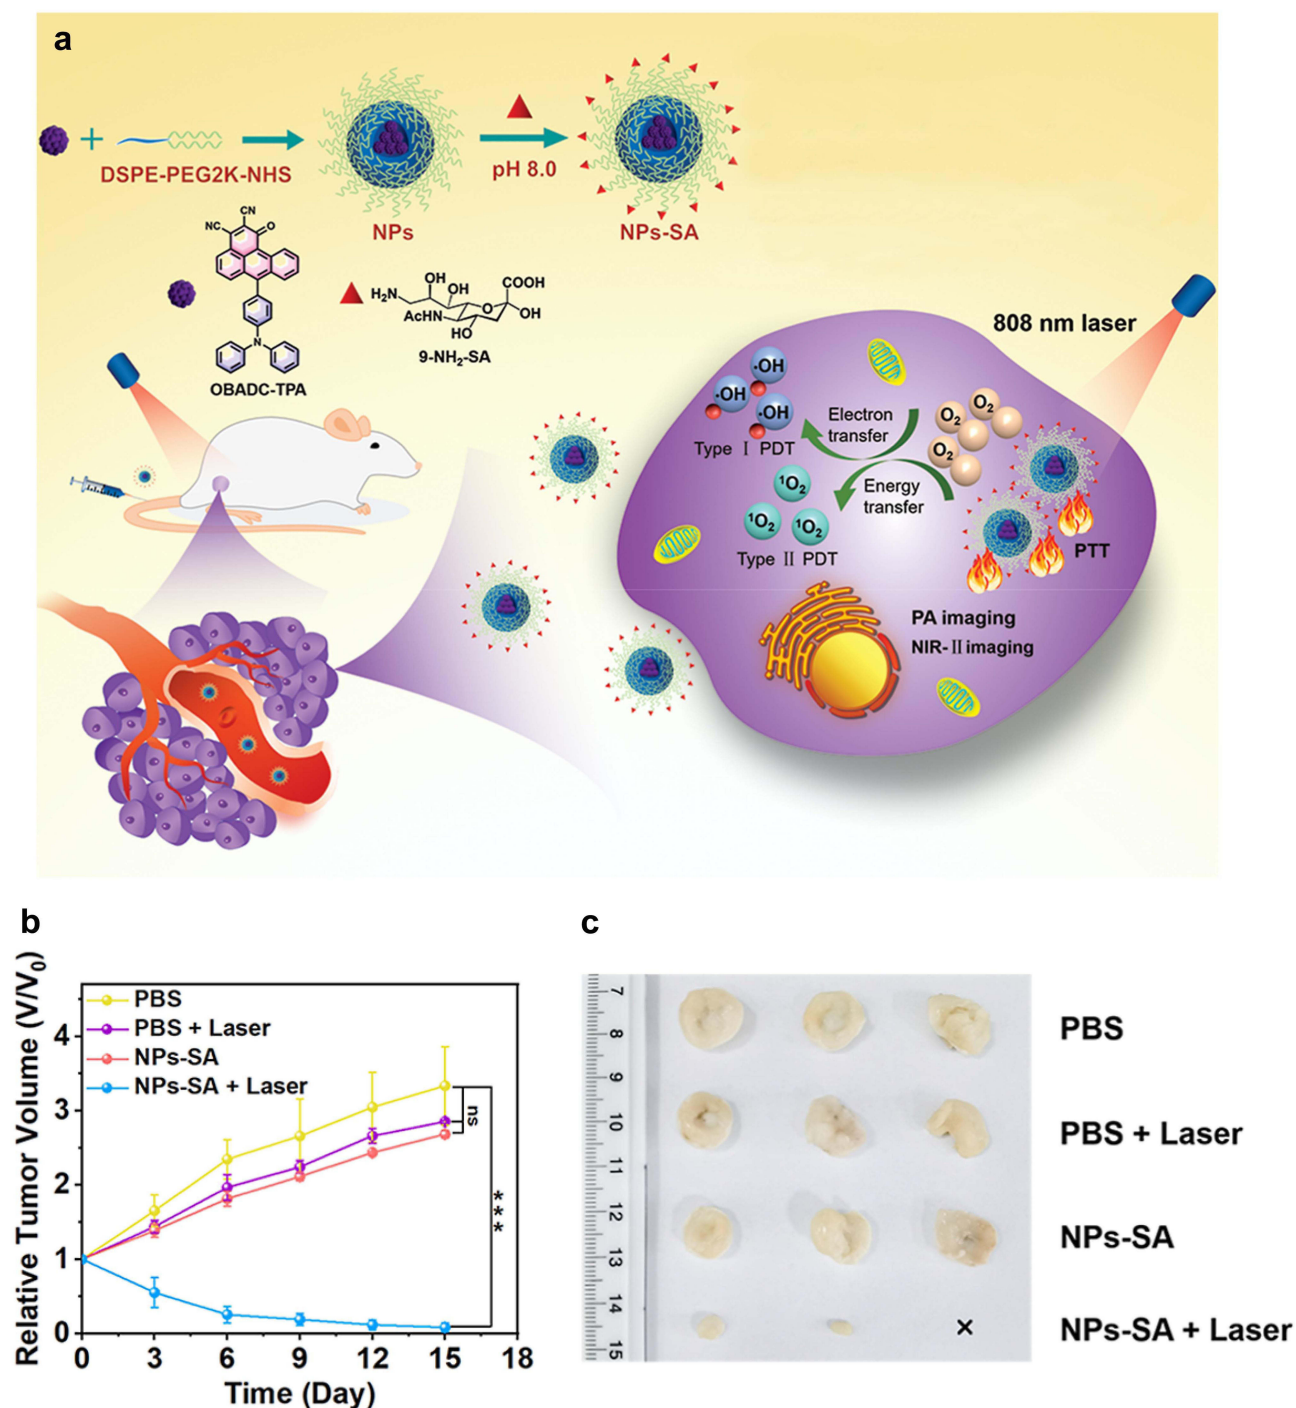 a
DSPE-PEG2K-NHS
pH 8.0
NPs
NPs-SA
CN
NC
O
N
OBADC-TPA
OH
COOH
H₂N
OH
O
OH
AcHN
HO
9-NH₂-SA
808 nm laser
·OH
·OH
·OH
Type Ⅰ PDT
Electron
transfer
O₂
O₂
O₂
¹O₂
¹O₂
¹O₂
Energy
transfer
Type Ⅱ PDT
PTT
PA imaging
NIR-Ⅱ imaging
b
Relative Tumor Volume (V/V₀)
PBS
PBS + Laser
NPs-SA
NPs-SA + Laser
4
3
2
1
0
ns
***
0 3 6 9 12 15 18
Time (Day)
c
7
8
9
10
11
12
13
14
15
×
PBS
PBS + Laser
NPs-SA
NPs-SA + Laser